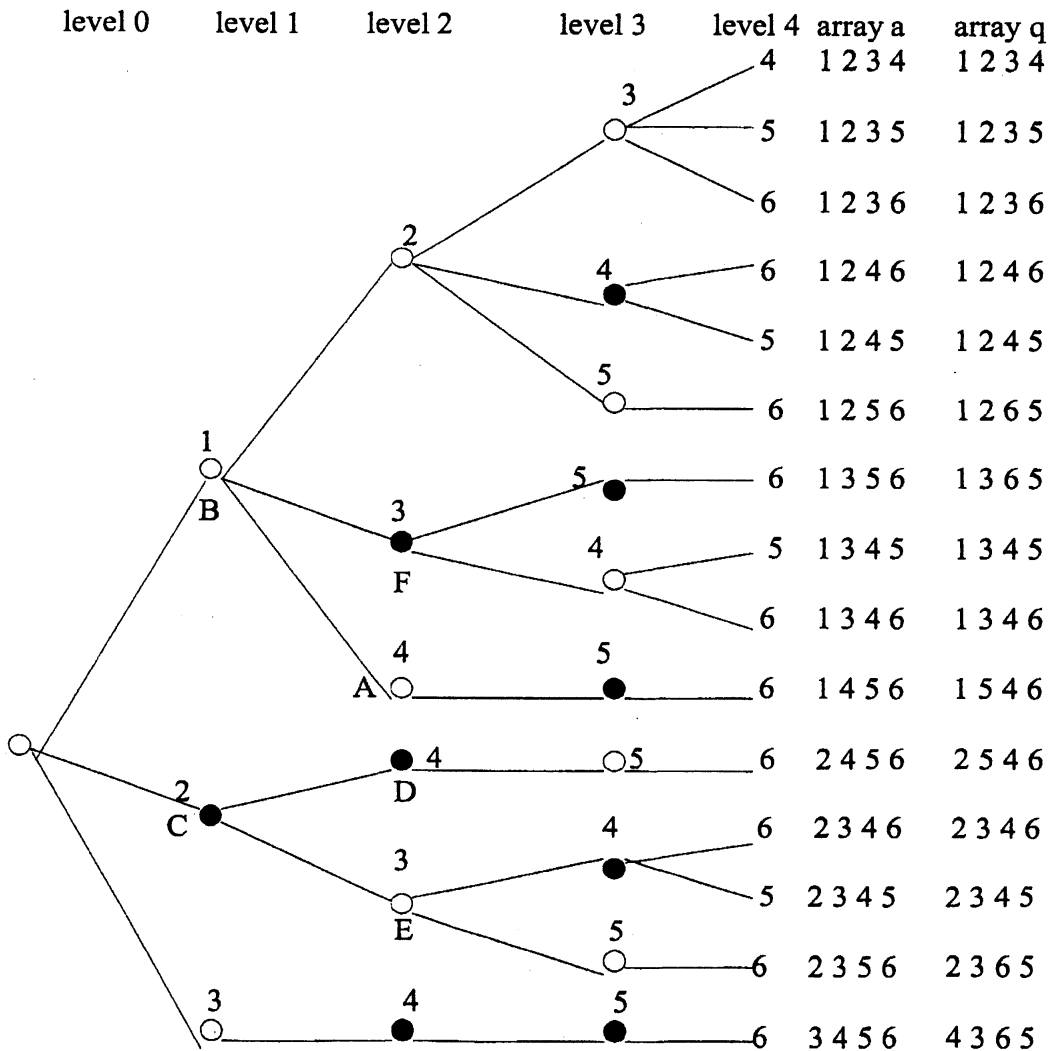 level 0 level 1 level 2 level 3 level 4 array a array q
4 1 2 3 4 1 2 3 4
3
5 1 2 3 5 1 2 3 5
6 1 2 3 6 1 2 3 6
2
4 6 1 2 4 6 1 2 4 6
5 1 2 4 5 1 2 4 5
5
6 1 2 5 6 1 2 6 5
1
5 6 1 3 5 6 1 3 6 5
B 3
4 5 1 3 4 5 1 3 4 5
F
6 1 3 4 6 1 3 4 6
4 5
A 6 1 4 5 6 1 5 4 6
4 5 6 2 4 5 6 2 5 4 6
2 D
C 4 6 2 3 4 6 2 3 4 6
3
5 2 3 4 5 2 3 4 5
E 5
6 2 3 5 6 2 3 6 5
3 4 5
6 3 4 5 6 4 3 6 5